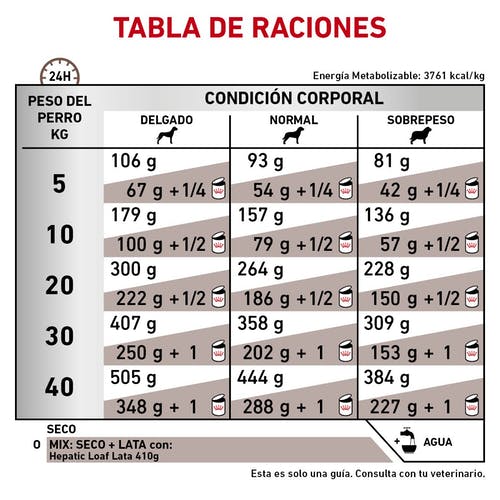 TABLA DE RACIONES
24H
Energía Metabolizable: 3761 kcal/kg
PESO DEL
PERRO
KG
CONDICIÓN CORPORAL
DELGADO NORMAL SOBREPESO
5
106 g 93 g 81 g
67 g +1/4 54 g +1/4 42 g +1/4
10
179 g 157 g 136 g
100 g +1/2 79 g +1/2 57 g +1/2
20
300 g 264 g 228 g
222 g +1/2 186 g +1/2 150 g +1/2
30
407 g 358 g 309 g
250 g + 1 202 g + 1 153 g + 1
40
505 g 444 g 384 g
348 g + 1 288 g + 1 227 g + 1
SECO
O MIX: SECO + LATA con:
Hepatic Loaf Lata 410g
+ AGUA
Esta es solo una guía. Consulta con tu veterinario.